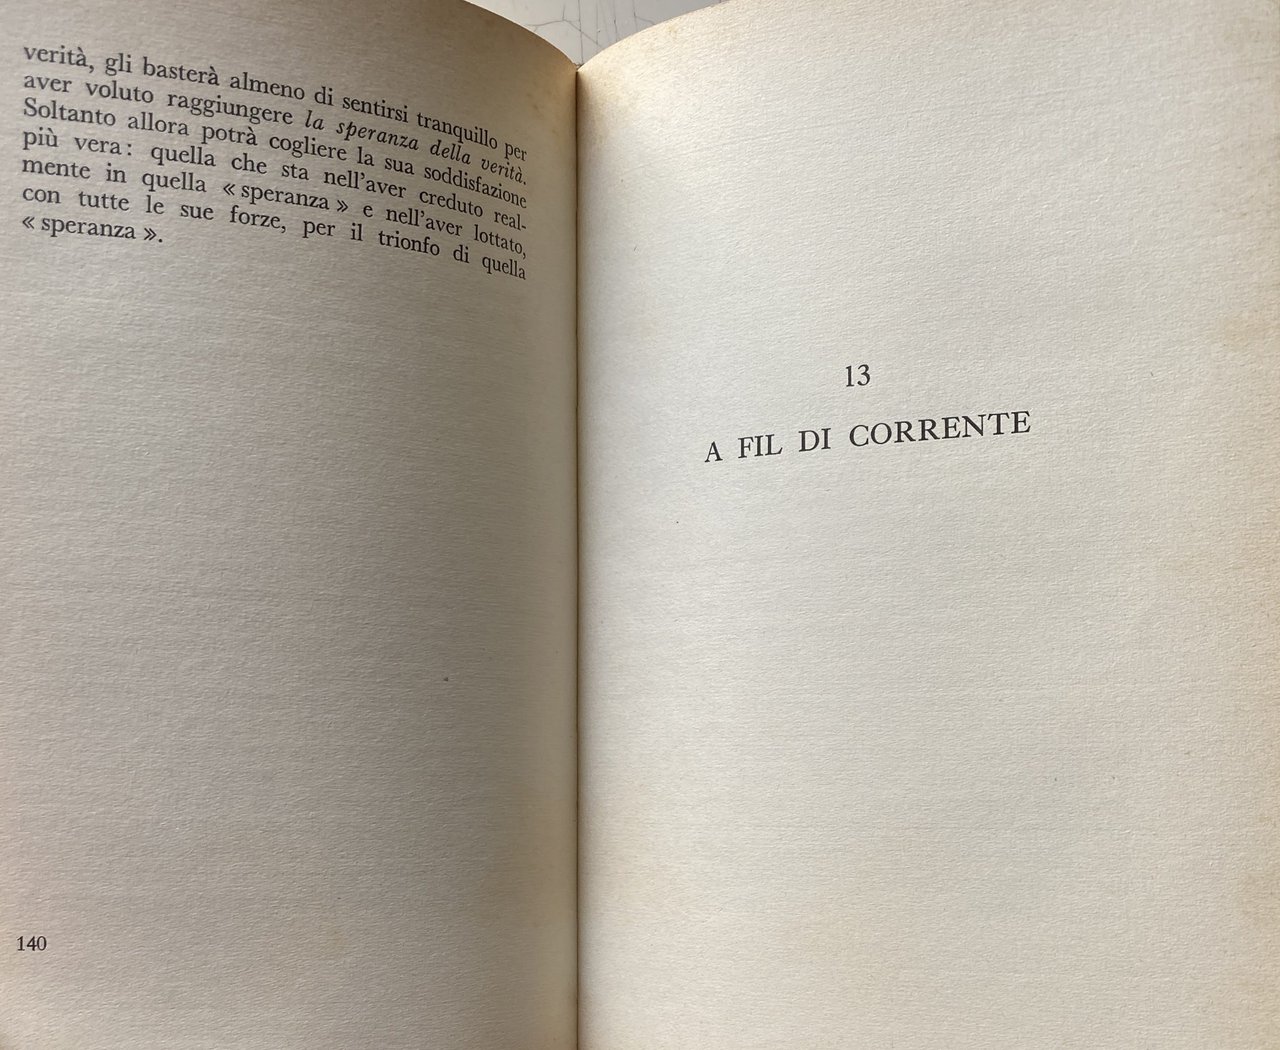 verità, gli basterà almeno di sentirsi tranquillo per
aver voluto raggiungere la speranza della verità.
Soltanto allora potrà cogliere la sua soddisfazione
più vera: quella che sta nell'aver creduto real-
mente in quella « speranza » e nell'aver lottato,
con tutte le sue forze, per il trionfo di quella
« speranza ».
140
13
A FIL DI CORRENTE